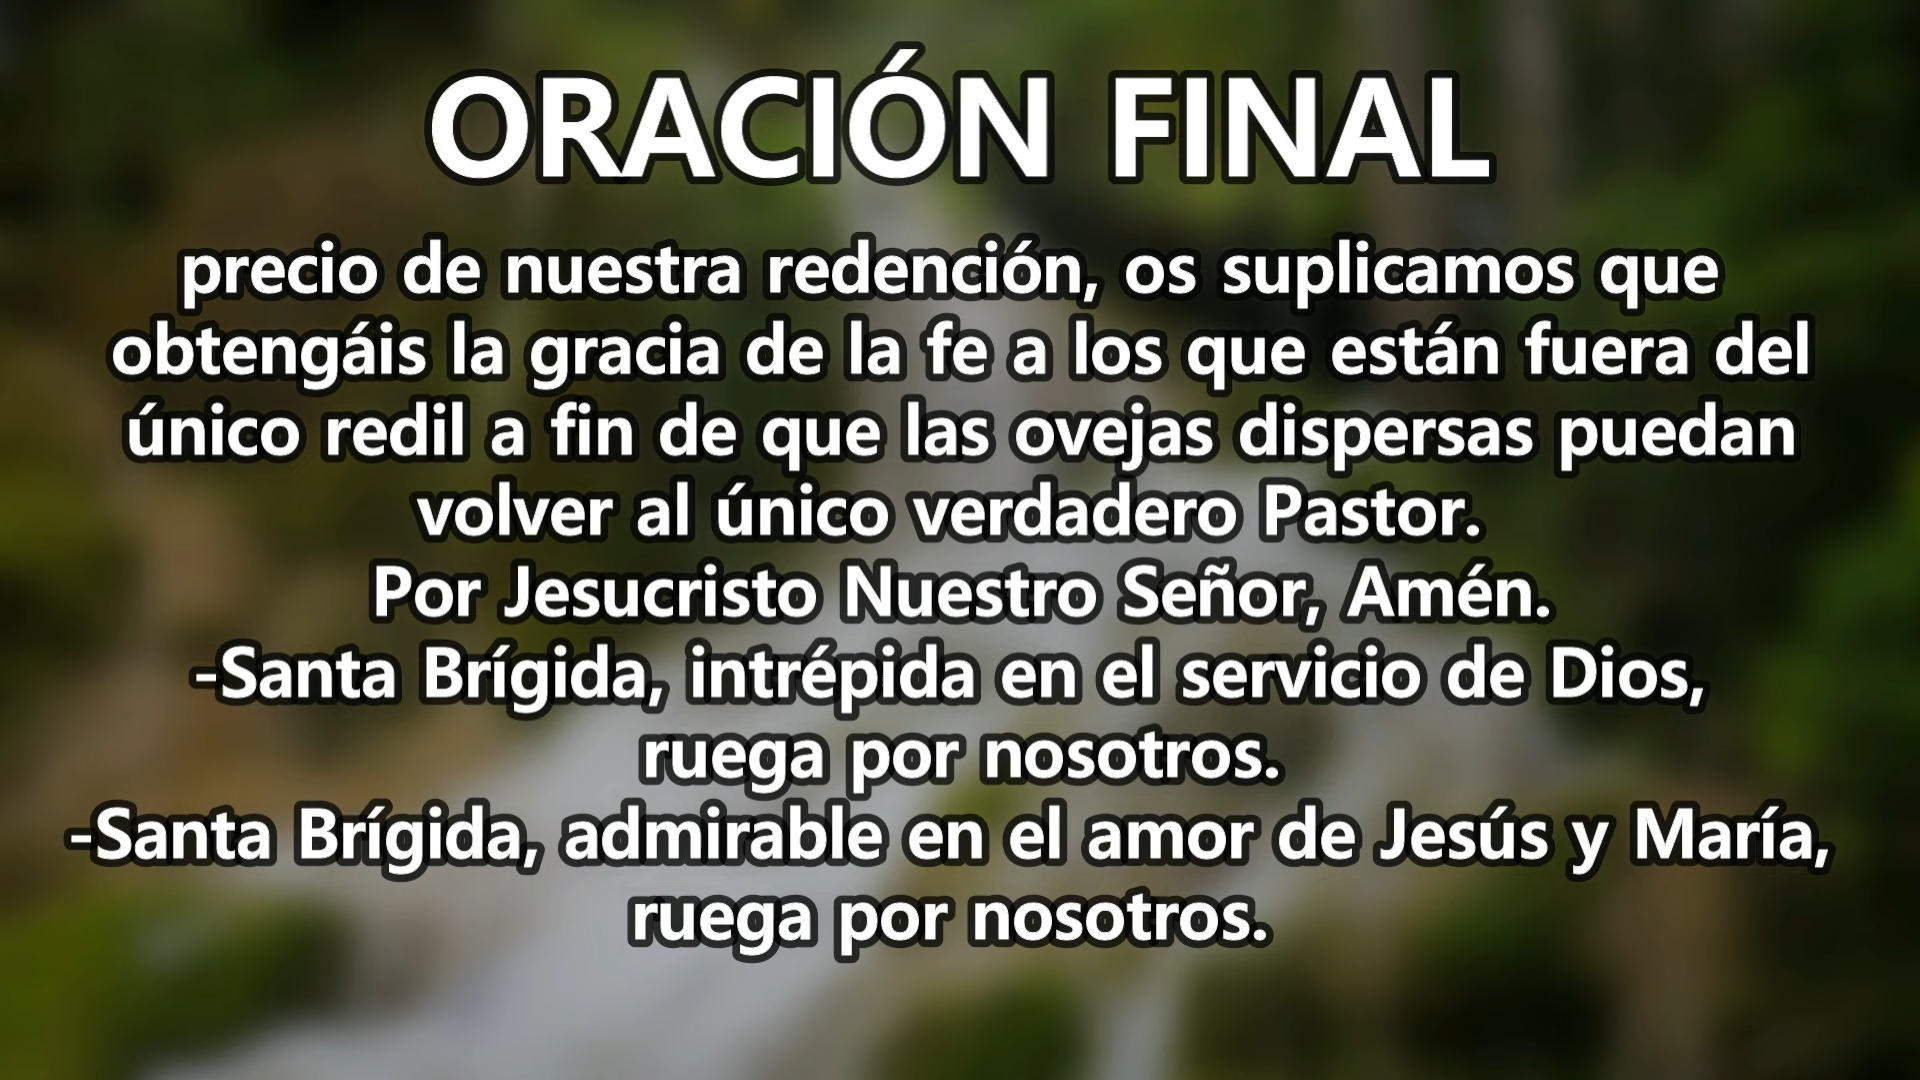 ORACIÓN FINAL
precio de nuestra redención, os suplicamos que
obtengáis la gracia de la fe a los que están fuera del
único redil a fin de que las ovejas dispersas puedan
volver al único verdadero Pastor.
Por Jesucristo Nuestro Señor, Amén.
-Santa Brígida, intrépida en el servicio de Dios,
ruega por nosotros.
-Santa Brígida, admirable en el amor de Jesús y María,
ruega por nosotros.